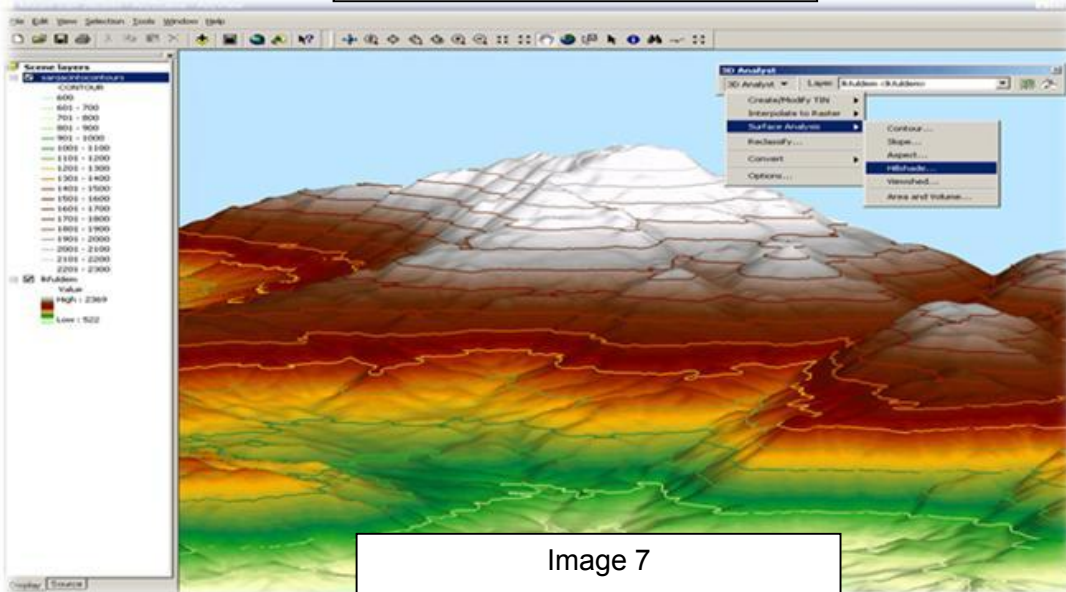 File Edit View Selection Tools Window Help
Scene layers
CONTOUR
600
601 - 700
701 - 800
801 - 900
901 - 1000
1001 - 1100
1101 - 1200
1201 - 1300
1301 - 1400
1401 - 1500
1501 - 1600
1601 - 1700
1701 - 1800
1801 - 1900
1901 - 2000
2001 - 2100
2101 - 2200
2201 - 2300
Value
High : 2369
Low : 522
Display Source
3D Analyst
3D Analyst Layer:
Create/Modify TIN
Interpolate to Raster
Surface Analysis
Reclassify...
Convert
Options...
Contour...
Slope...
Aspect...
Hillshade...
Viewshed...
Area and Volume...
Image 7